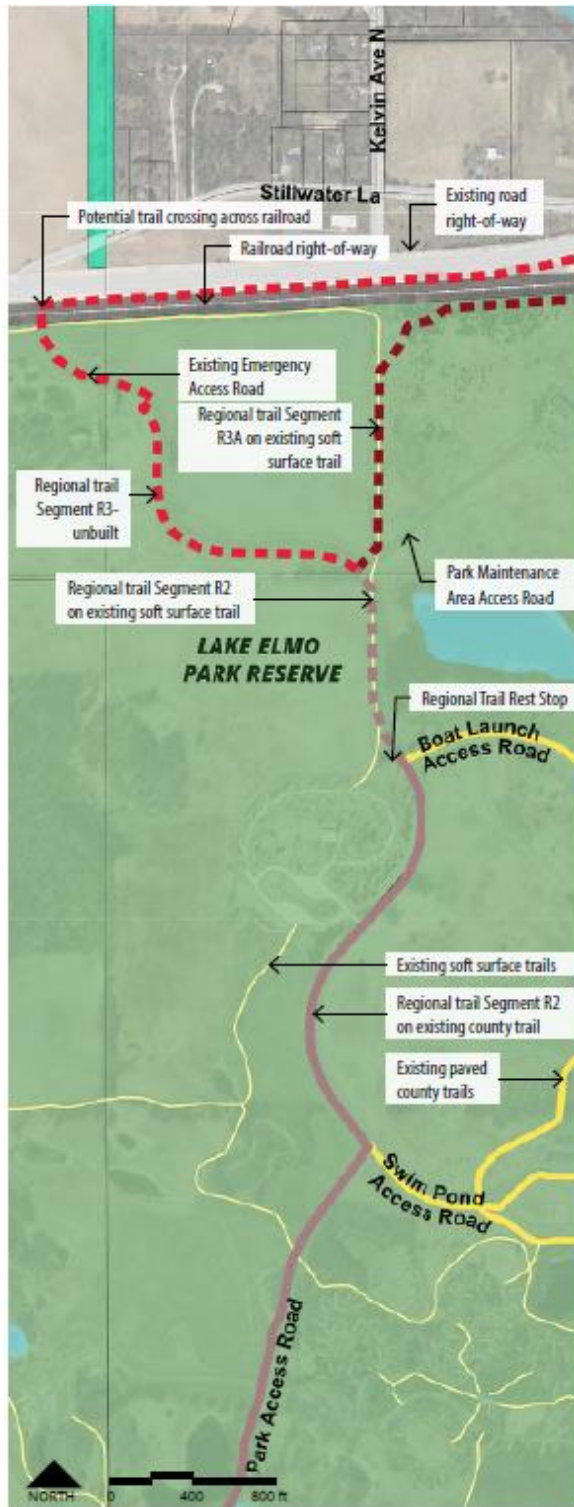 Kelvin Ave N
Stillwater La
Existing road
right-of-way
Potential trail crossing across railroad
Railroad right-of-way
Existing Emergency
Access Road
Regional trail Segment
R3A on existing soft
surface trail
Regional trail
Segment R3-
unbuilt
Regional trail Segment R2
on existing soft surface trail
Park Maintenance
Area Access Road
LAKE ELMO
PARK RESERVE
Regional Trail Rest Stop
Boat Launch
Access Road
Existing soft surface trails
Regional trail Segment R2
on existing county trail
Existing paved
county trails
Swim Pond
Access Road
Park Access Road
NORTH
0 400 800 ft